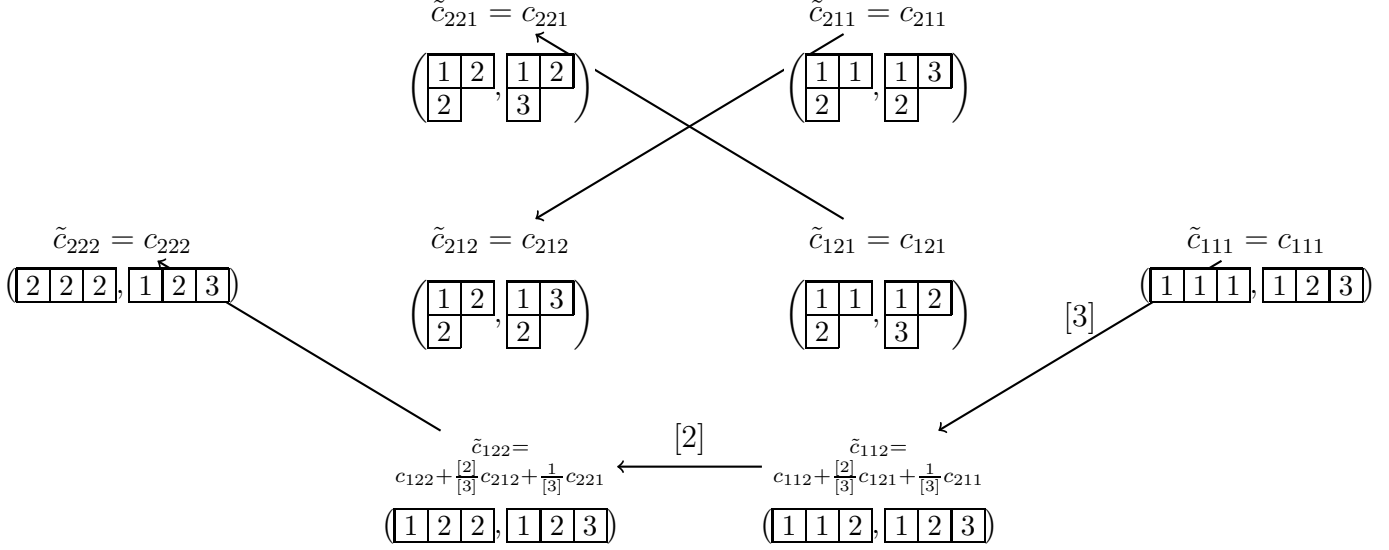 c̃₂₂₁ = c₂₂₁
c̃₂₁₁ = c₂₁₁
( 1 2 , 1 2 )
2 3
( 1 1 , 1 3 )
2 2
c̃₂₂₂ = c₂₂₂
( 2 2 2 , 1 2 3 )
c̃₂₁₂ = c₂₁₂
( 1 2 , 1 3 )
2 2
c̃₁₂₁ = c₁₂₁
( 1 1 , 1 2 )
2 3
c̃₁₁₁ = c₁₁₁
( 1 1 1 , 1 2 3 )
[3]
c̃₁₂₂=
c₁₂₂+[2]/[3]c₂₁₂+1/[3]c₂₂₁
( 1 2 2 , 1 2 3 )
[2]
c̃₁₁₂=
c₁₁₂+[2]/[3]c₁₂₁+1/[3]c₂₁₁
( 1 1 2 , 1 2 3 )